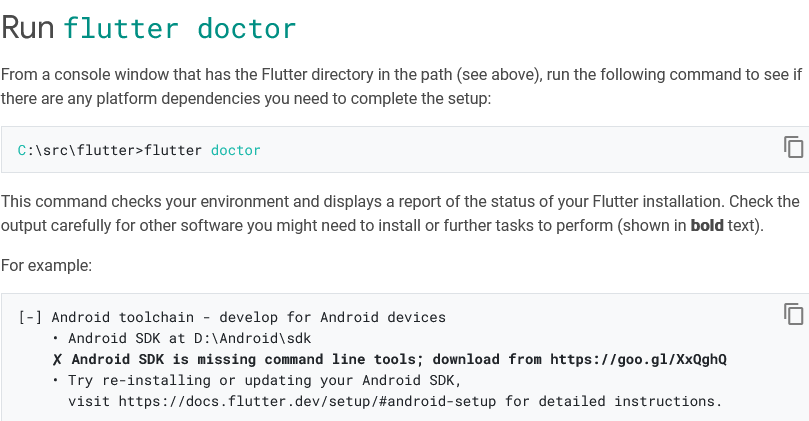 Run flutter doctor
From a console window that has the Flutter directory in the path (see above), run the following command to see if
there are any platform dependencies you need to complete the setup:
C:\src\flutter>flutter doctor
This command checks your environment and displays a report of the status of your Flutter installation. Check the
output carefully for other software you might need to install or further tasks to perform (shown in bold text).
For example:
[-] Android toolchain - develop for Android devices
• Android SDK at D:\Android\sdk
✗ Android SDK is missing command line tools; download from https://goo.gl/XxQghQ
• Try re-installing or updating your Android SDK,
visit https://docs.flutter.dev/setup/#android-setup for detailed instructions.